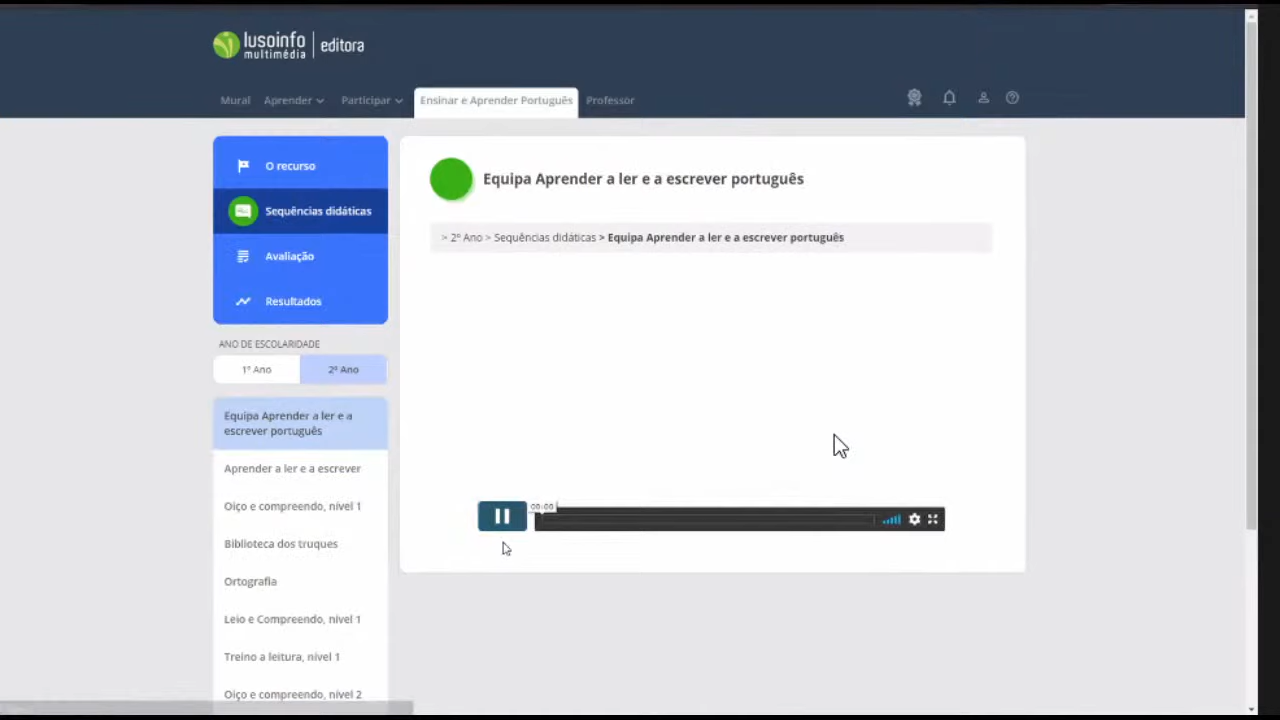 lusoinfo
multimédia
editora
Mural Aprender Participar Ensinar e Aprender Português Professor
O recurso
Sequências didáticas
Avaliação
Resultados
ANO DE ESCOLARIDADE
1º Ano 2º Ano
Equipa Aprender a ler e a
escrever português
Aprender a ler e a escrever
Oiço e compreendo, nível 1
Biblioteca dos truques
Ortografia
Leio e Compreendo, nível 1
Treino a leitura, nível 1
Oiço e compreendo, nível 2
Equipa Aprender a ler e a escrever português
> 2º Ano > Sequências didáticas > Equipa Aprender a ler e a escrever português
00:00